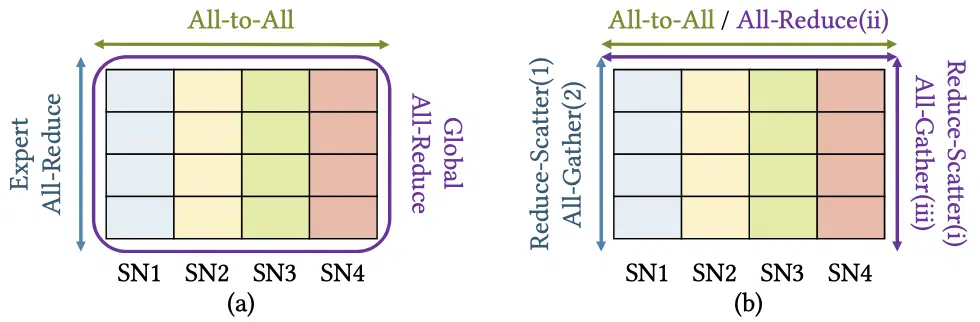 All-to-All
Expert
All-Reduce
Global
All-Reduce
SN1 SN2 SN3 SN4
(a)
All-to-All / All-Reduce(ii)
Reduce-Scatter(1)
All-Gather(2)
Reduce-Scatter(i)
All-Gather(iii)
SN1 SN2 SN3 SN4
(b)